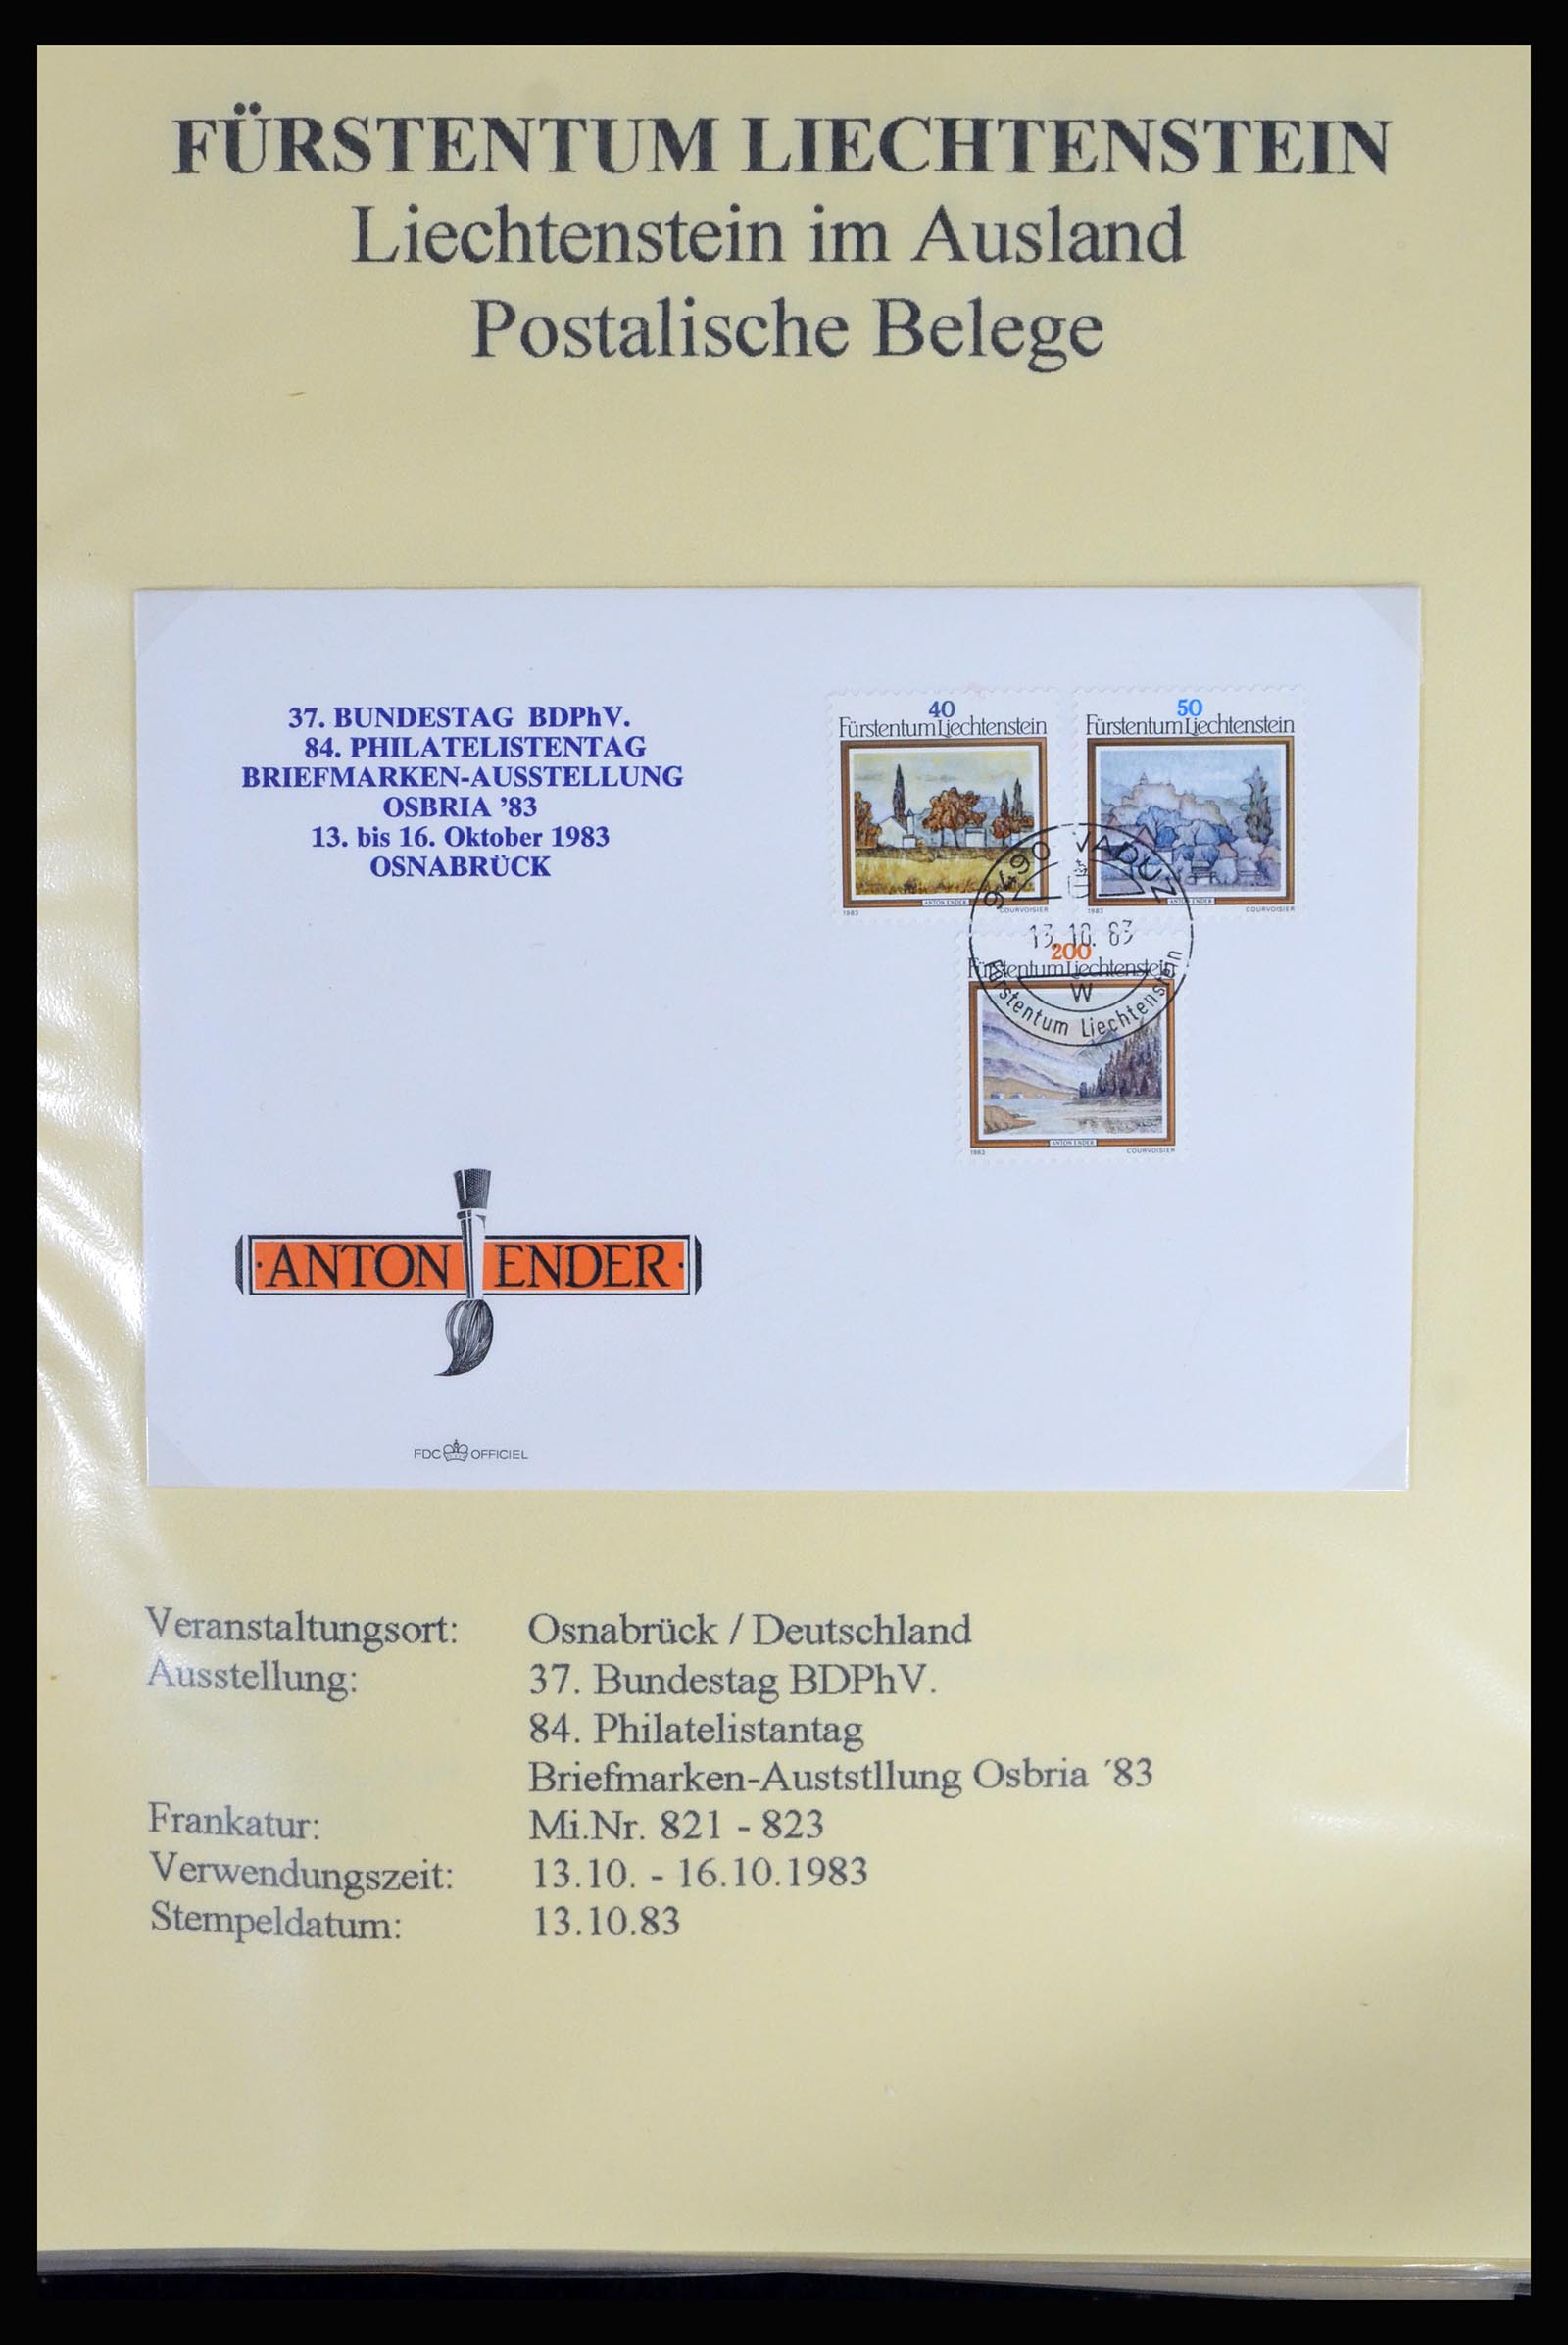 FÜRSTENTUM LIECHTENSTEIN
Liechtenstein im Ausland
Postalische Belege
37. BUNDESTAG BDPhV.
84. PHILATELISTENTAG
BRIEFMARKEN-AUSSTELLUNG
OSBRIA ’83
13. bis 16. Oktober 1983
OSNABRÜCK
40
Fürstentum Liechtenstein
ANTON ENDER
1983 COURVOISIER
50
Fürstentum Liechtenstein
ANTON ENDER
1983 COURVOISIER
9490 VADUZ
13.10.83
W
Fürstentum Liechtenstein
200
Fürstentum Liechtenstein
ANTON ENDER
1983 COURVOISIER
·ANTON ENDER·
FDC OFFICIEL
Veranstaltungsort: Osnabrück / Deutschland
Ausstellung: 37. Bundestag BDPhV.
84. Philatelistantag
Briefmarken-Auststllung Osbria ´83
Frankatur: Mi.Nr. 821 - 823
Verwendungszeit: 13.10. - 16.10.1983
Stempeldatum: 13.10.83